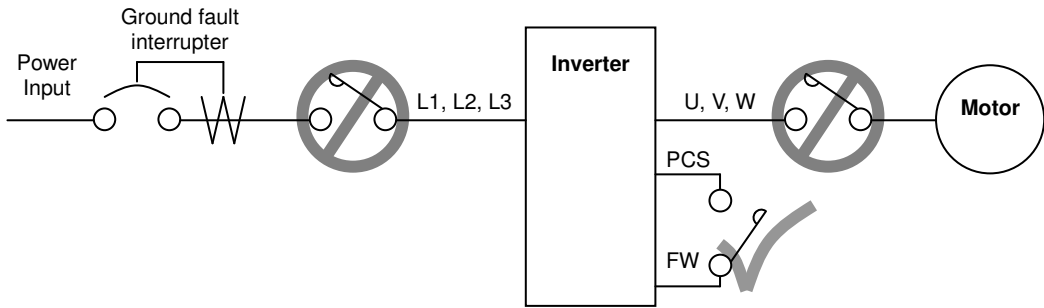 Ground fault
interrupter
Power
Input
Inverter
L1, L2, L3
U, V, W
Motor
PCS
FW